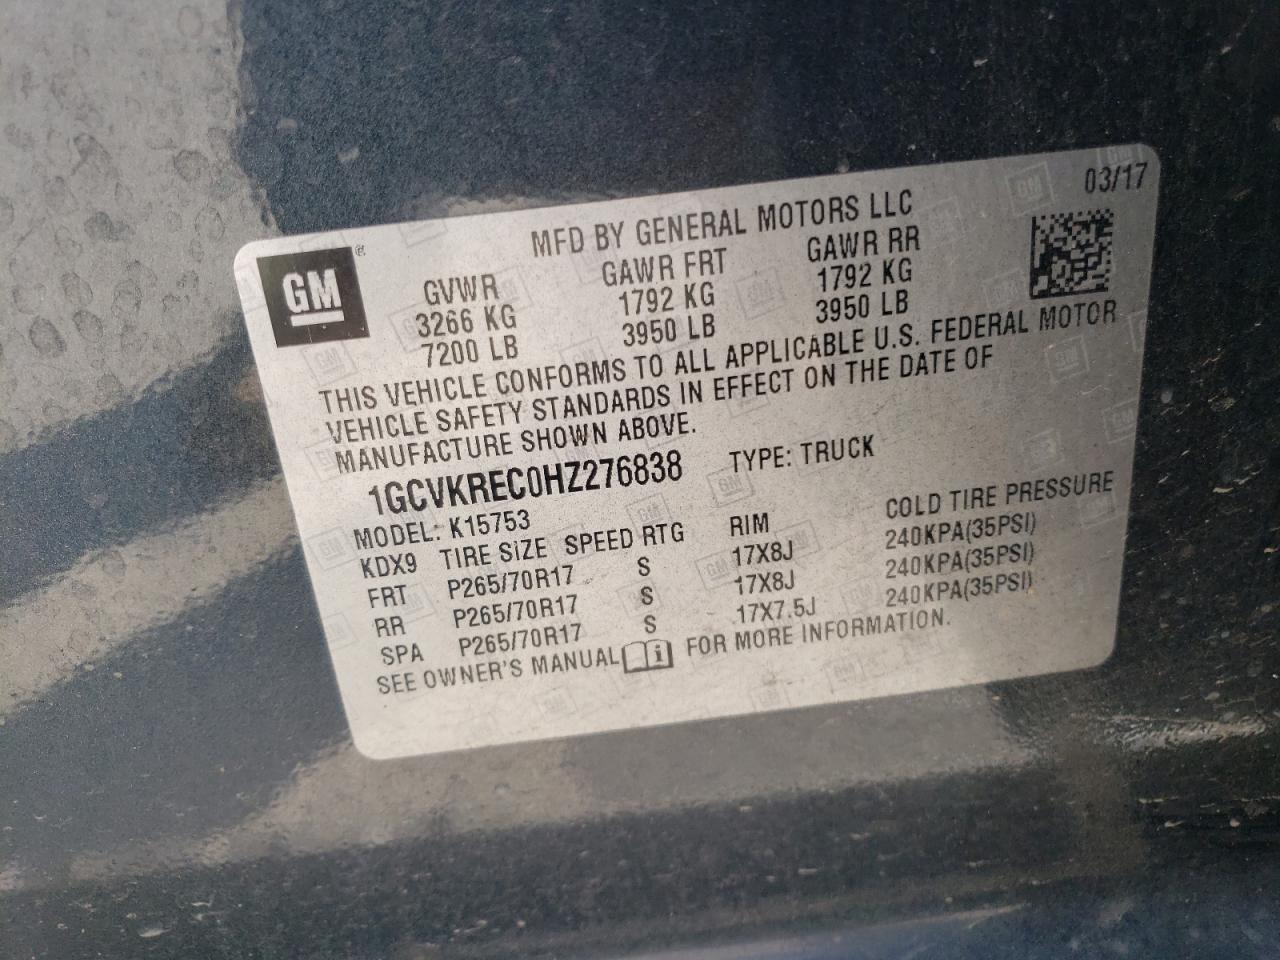 03/17
MFD BY GENERAL MOTORS LLC
GM®
GVWR GAWR FRT GAWR RR
3266 KG 1792 KG 1792 KG
7200 LB 3950 LB 3950 LB
THIS VEHICLE CONFORMS TO ALL APPLICABLE U.S. FEDERAL MOTOR
VEHICLE SAFETY STANDARDS IN EFFECT ON THE DATE OF
MANUFACTURE SHOWN ABOVE.
1GCVKREC0HZ276838 TYPE: TRUCK
MODEL: K15753
KDX9 TIRE SIZE SPEED RTG RIM COLD TIRE PRESSURE
FRT P265/70R17 S 17X8J 240KPA(35PSI)
RR P265/70R17 S 17X8J 240KPA(35PSI)
SPA P265/70R17 S 17X7.5J 240KPA(35PSI)
SEE OWNER'S MANUAL FOR MORE INFORMATION.